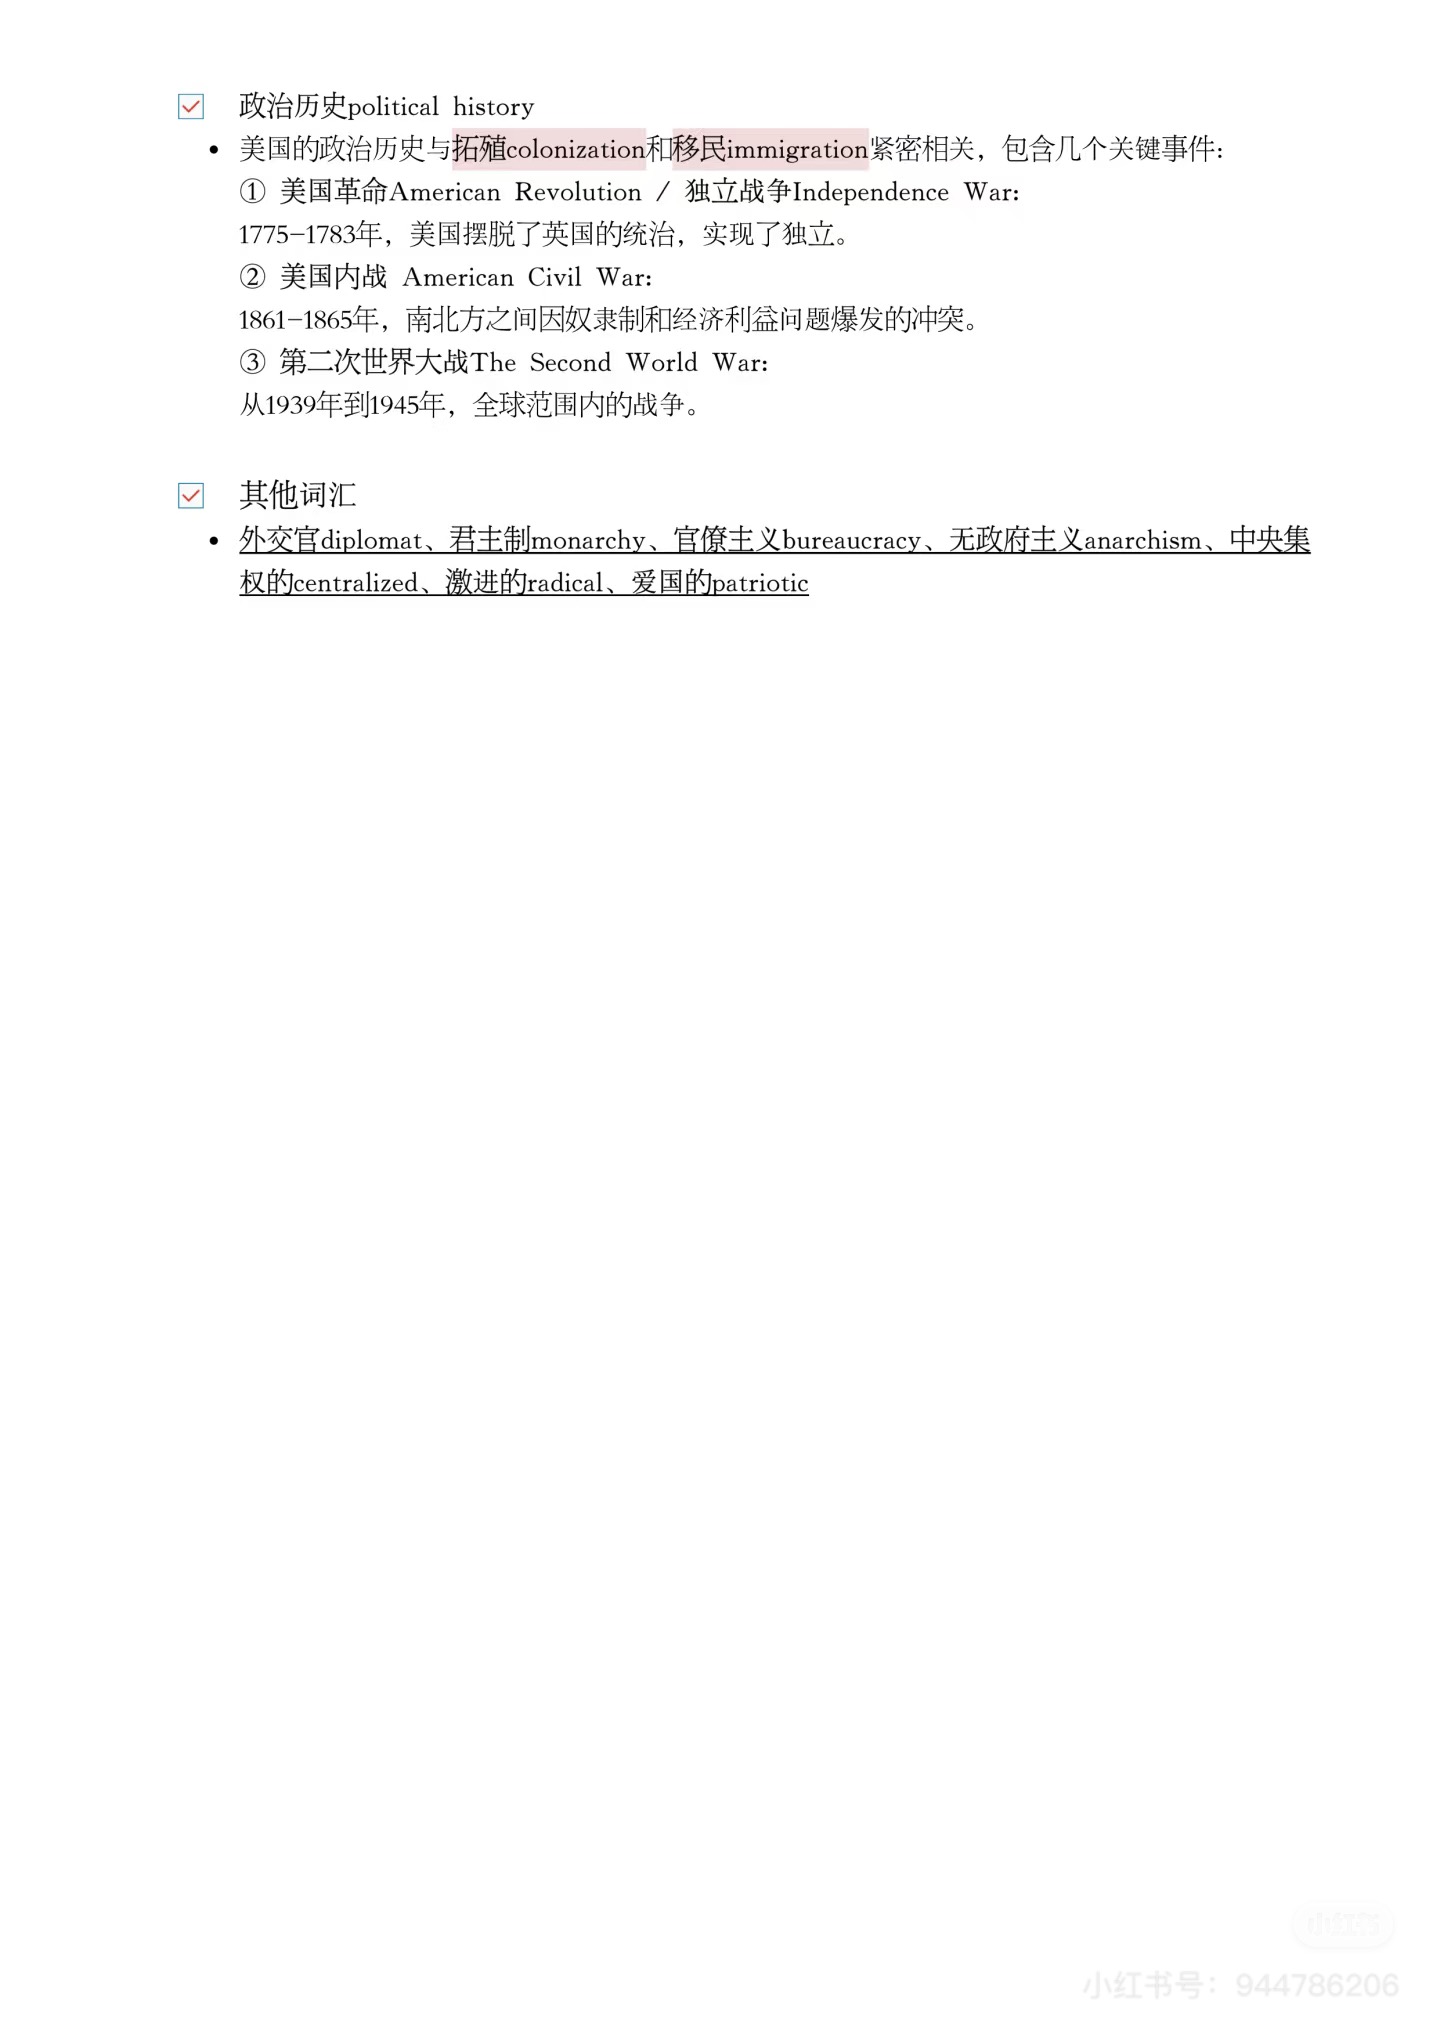 政治历史political history
• 美国的政治历史与拓殖colonization和移民immigration紧密相关，包含几个关键事件：
① 美国革命American Revolution / 独立战争Independence War：
1775-1783年，美国摆脱了英国的统治，实现了独立。
② 美国内战 American Civil War：
1861-1865年，南北方之间因奴隶制和经济利益问题爆发的冲突。
③ 第二次世界大战The Second World War：
从1939年到1945年，全球范围内的战争。
其他词汇
• 外交官diplomat、君主制monarchy、官僚主义bureaucracy、无政府主义anarchism、中央集
权的centralized、激进的radical、爱国的patriotic
小红书
小红书号：944786206